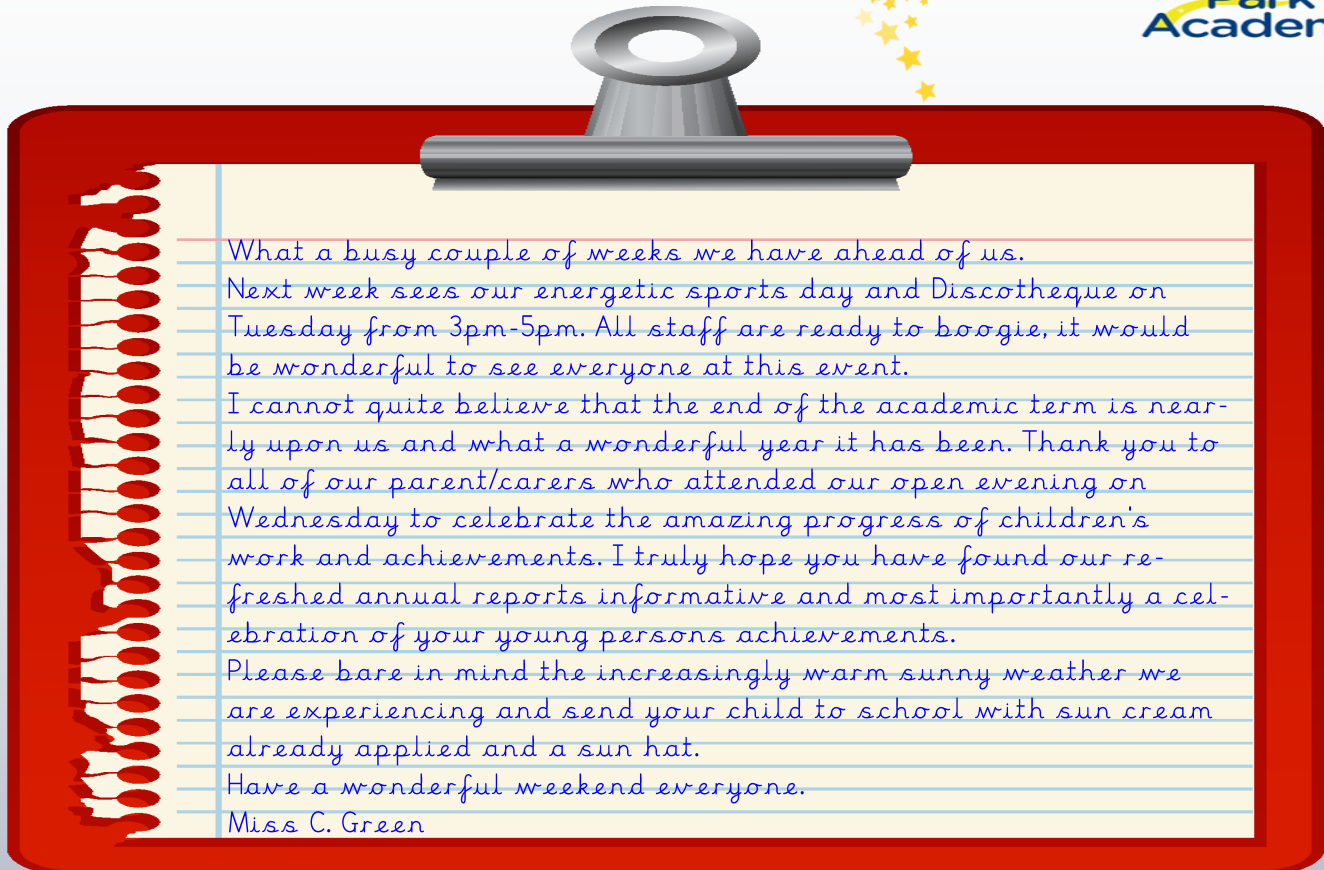 Park
Academ
What a busy couple of weeks we have ahead of us.
Next week sees our energetic sports day and Discotheque on
Tuesday from 3pm-5pm. All staff are ready to boogie, it would
be wonderful to see everyone at this event.
I cannot quite believe that the end of the academic term is near-
ly upon us and what a wonderful year it has been. Thank you to
all of our parent/carers who attended our open evening on
Wednesday to celebrate the amazing progress of children's
work and achievements. I truly hope you have found our re-
freshed annual reports informative and most importantly a cel-
ebration of your young persons achievements.
Please bare in mind the increasingly warm sunny weather we
are experiencing and send your child to school with sun cream
already applied and a sun hat.
Have a wonderful weekend everyone.
Miss C. Green